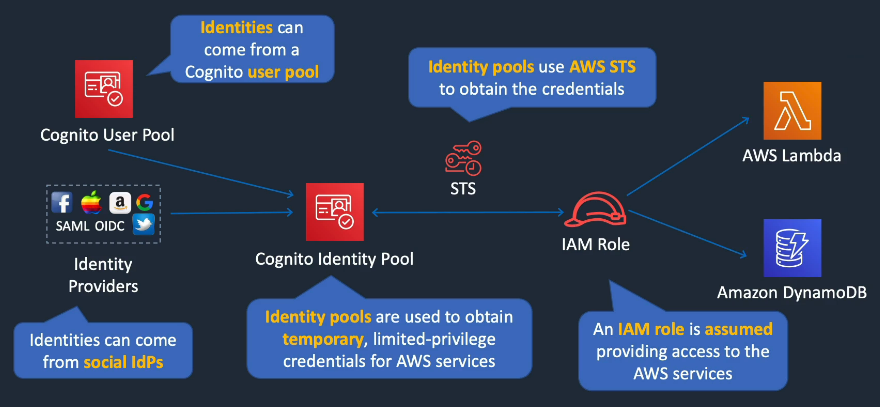 Identities can
come from a
Cognito user pool
Identity pools use AWS STS
to obtain the credentials
Cognito User Pool
AWS Lambda
STS
SAML OIDC
Cognito Identity Pool
IAM Role
Identity
Providers
Amazon DynamoDB
Identities can come
from social IdPs
Identity pools are used to obtain
temporary, limited-privilege
credentials for AWS services
An IAM role is assumed
providing access to the
AWS services